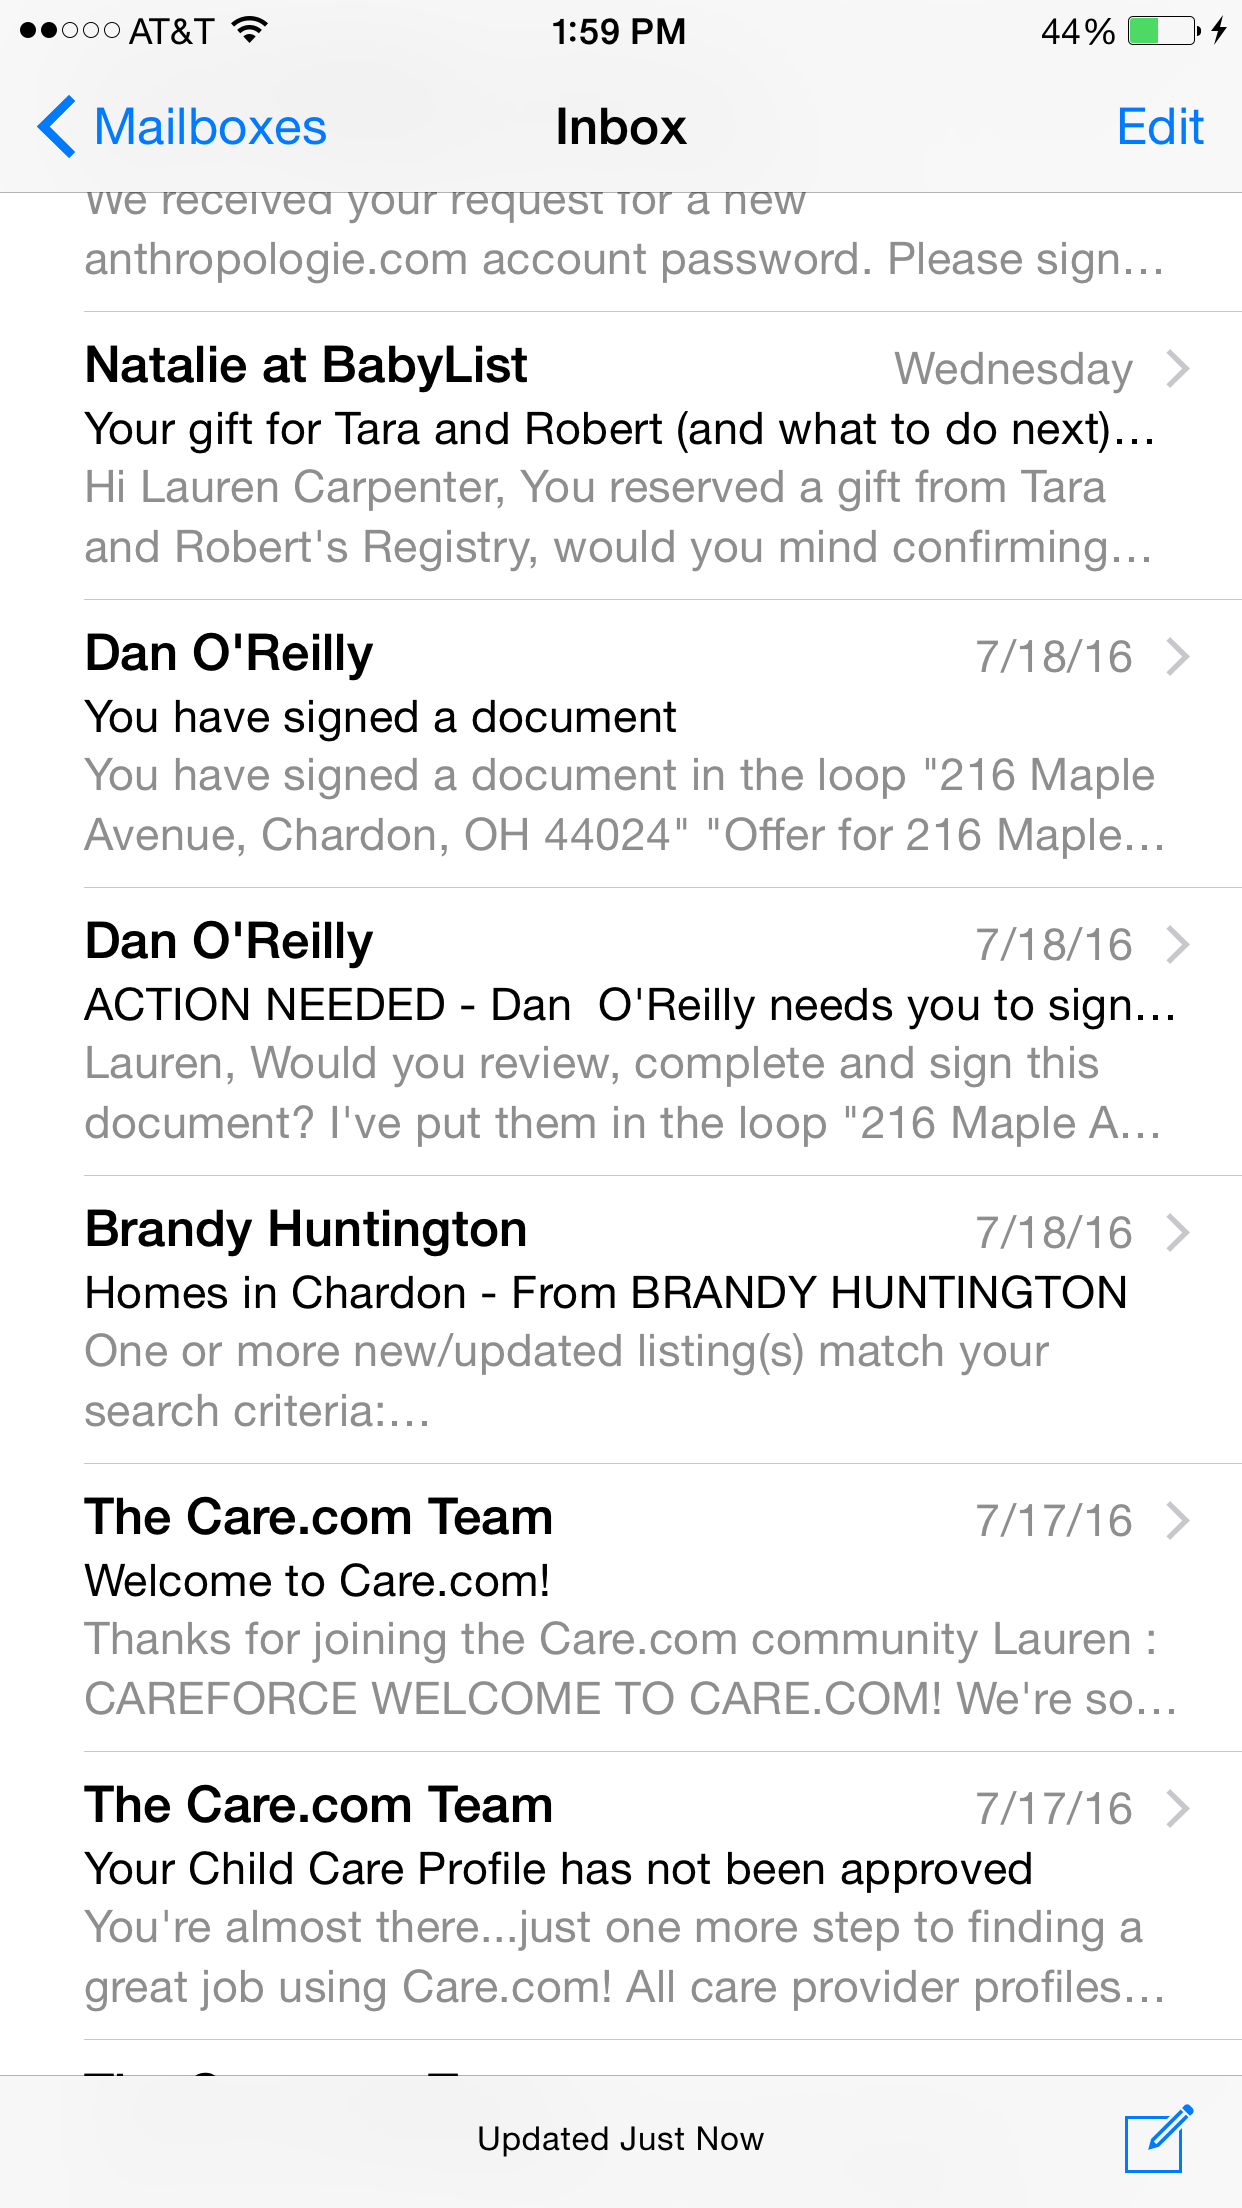 AT&T 1:59 PM 44%
Mailboxes Inbox Edit
We received your request for a new
anthropologie.com account password. Please sign...
Natalie at BabyList Wednesday
Your gift for Tara and Robert (and what to do next)...
Hi Lauren Carpenter, You reserved a gift from Tara
and Robert's Registry, would you mind confirming...
Dan O'Reilly 7/18/16
You have signed a document
You have signed a document in the loop "216 Maple
Avenue, Chardon, OH 44024" "Offer for 216 Maple...
Dan O'Reilly 7/18/16
ACTION NEEDED - Dan  O'Reilly needs you to sign...
Lauren, Would you review, complete and sign this
document? I've put them in the loop "216 Maple A...
Brandy Huntington 7/18/16
Homes in Chardon - From BRANDY HUNTINGTON
One or more new/updated listing(s) match your
search criteria:...
The Care.com Team 7/17/16
Welcome to Care.com!
Thanks for joining the Care.com community Lauren :
CAREFORCE WELCOME TO CARE.COM! We're so...
The Care.com Team 7/17/16
Your Child Care Profile has not been approved
You're almost there...just one more step to finding a
great job using Care.com! All care provider profiles...
Updated Just Now